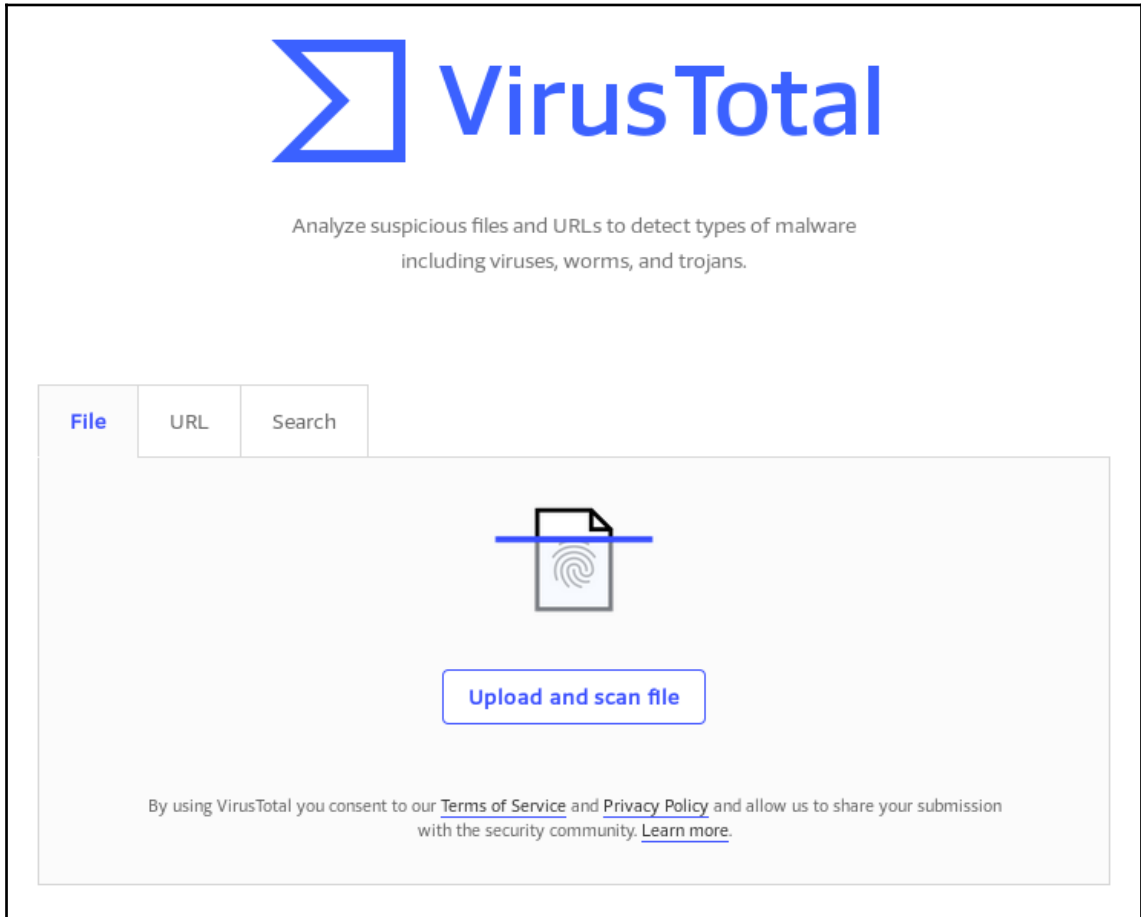 VirusTotal
Analyze suspicious files and URLs to detect types of malware
including viruses, worms, and trojans.
File URL Search
Upload and scan file
By using VirusTotal you consent to our Terms of Service and Privacy Policy and allow us to share your submission
with the security community. Learn more.